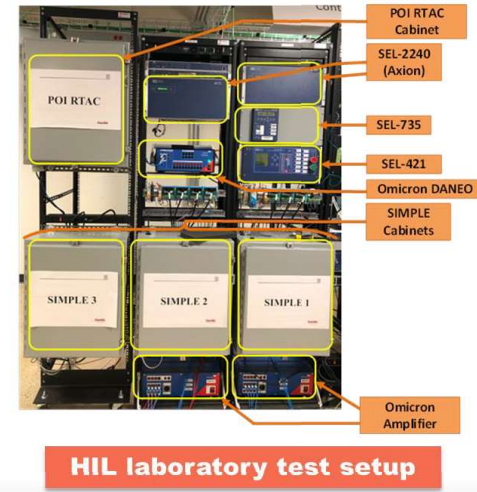 Cont
POI RTAC
Cabinet
SEL-2240
(Axion)
POI RTAC
SEL-735
SEL-421
Omicron DANEO
SIMPLE
Cabinets
SIMPLE 3
SIMPLE 2
SIMPLE 1
Omicron
Amplifier
HIL laboratory test setup